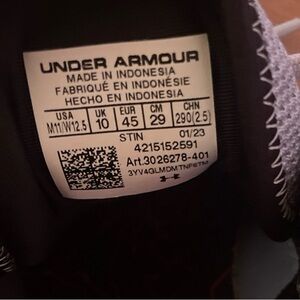 UNDER ARMOUR
MADE IN INDONESIA
FABRIQUÉ EN INDONÉSIE
HECHO EN INDONESIA
USA UK EUR CM CHN
M11/W12.5 10 45 29 290(2.5)
STIN 01/23
4215152591
Art.3026278-401